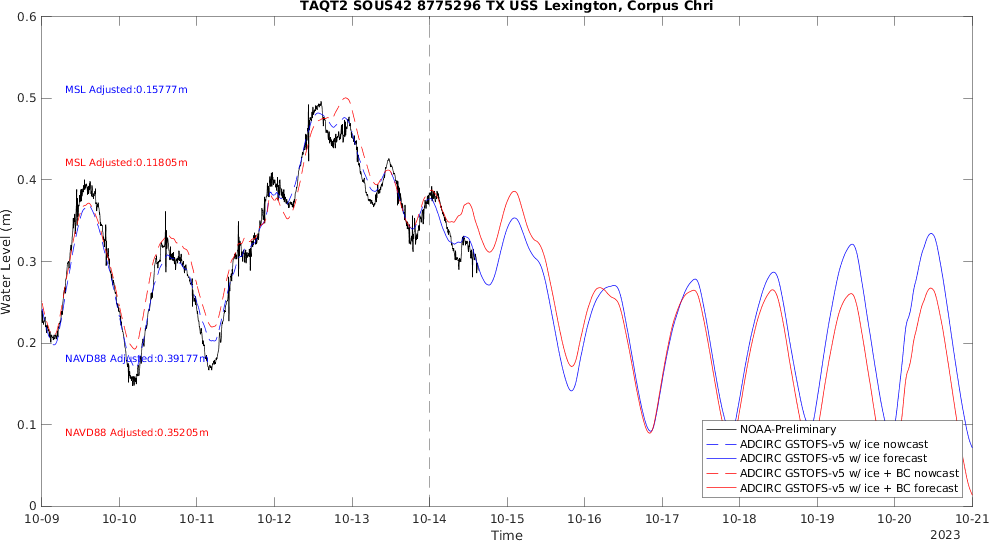 TAQT2 SOUS42 8775296 TX USS Lexington, Corpus Chri
0.6
0.5
0.4
0.3
0.2
0.1
0
Water Level (m)
MSL Adjusted:0.15777m
MSL Adjusted:0.11805m
NAVD88 Adjusted:0.39177m
NAVD88 Adjusted:0.35205m
NOAA-Preliminary
ADCIRC GSTOFS-v5 w/ ice nowcast
ADCIRC GSTOFS-v5 w/ ice forecast
ADCIRC GSTOFS-v5 w/ ice + BC nowcast
ADCIRC GSTOFS-v5 w/ ice + BC forecast
10-09 10-10 10-11 10-12 10-13 10-14 10-15 10-16 10-17 10-18 10-19 10-20 10-21
Time
2023